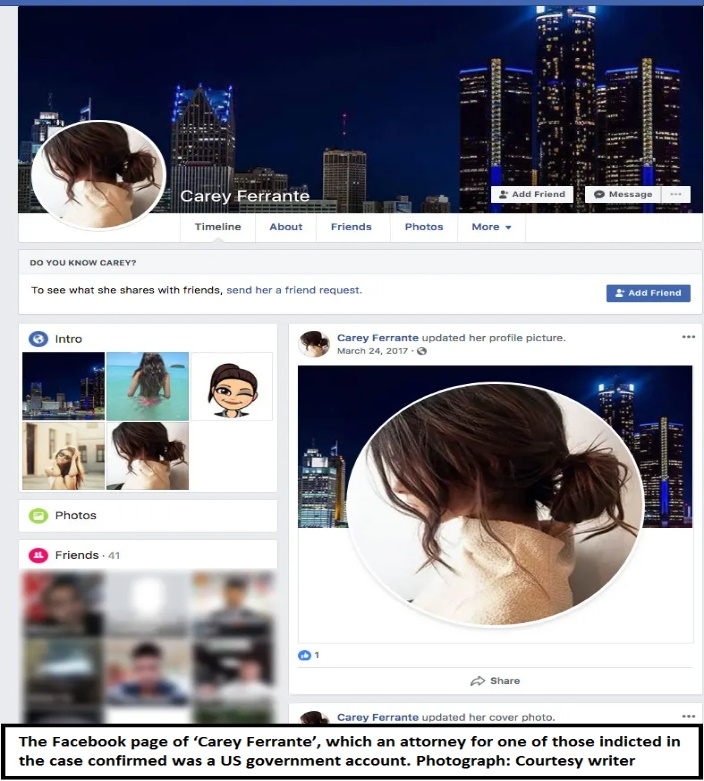 Carey Ferrante
Add Friend
Message
Timeline
About
Friends
Photos
More
DO YOU KNOW CAREY?
To see what she shares with friends, send her a friend request.
Add Friend
Intro
Photos
Friends · 41
Carey Ferrante updated her profile picture.
March 24, 2017 ·
1
Share
Carey Ferrante updated her cover photo.
The Facebook page of ‘Carey Ferrante’, which an attorney for one of those indicted in
the case confirmed was a US government account. Photograph: Courtesy writer